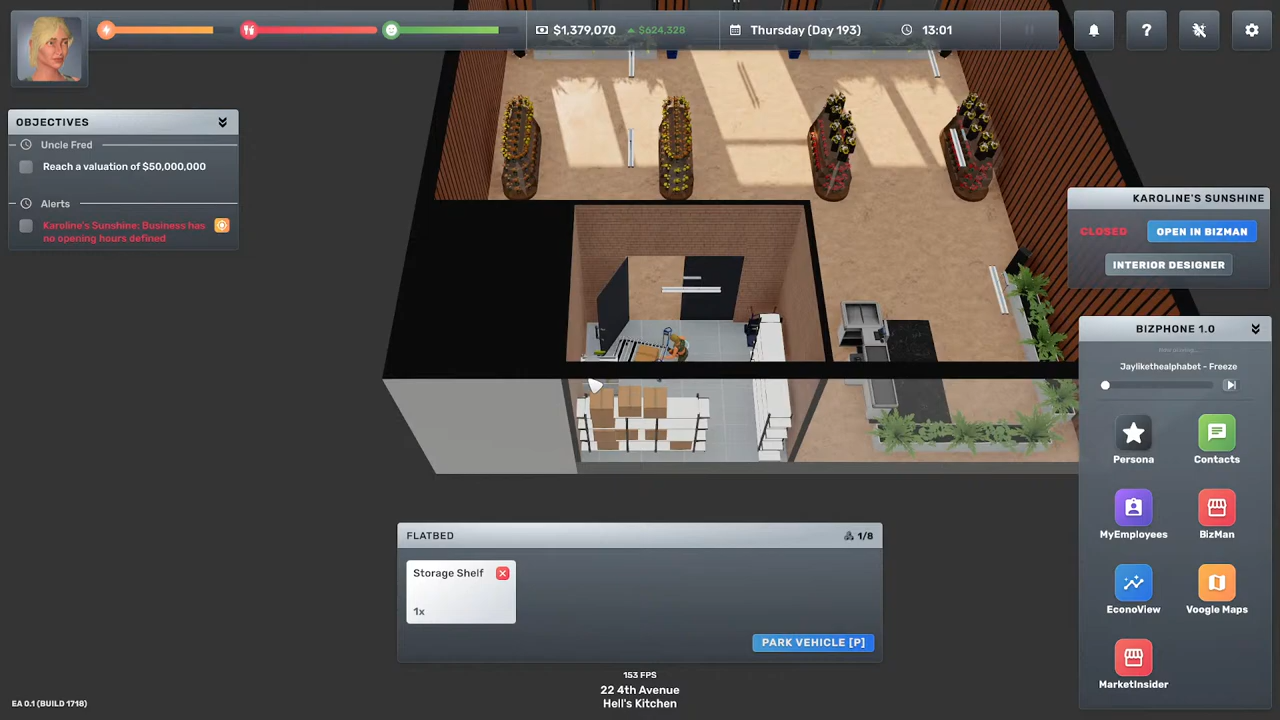 $1,379,070
$624,328
Thursday (Day 193)
13:01
?
OBJECTIVES
Uncle Fred
Reach a valuation of $50,000,000
Alerts
Karoline's Sunshine: Business has
no opening hours defined
KAROLINE'S SUNSHINE
CLOSED
OPEN IN BIZMAN
INTERIOR DESIGNER
BIZPHONE 1.0
Jaylikethealphabet - Freeze
Persona
Contacts
MyEmployees
BizMan
EconoView
Voogle Maps
MarketInsider
FLATBED
1/8
Storage Shelf
1x
PARK VEHICLE [P]
153 FPS
22 4th Avenue
Hell's Kitchen
EA 0.1 (BUILD 1718)